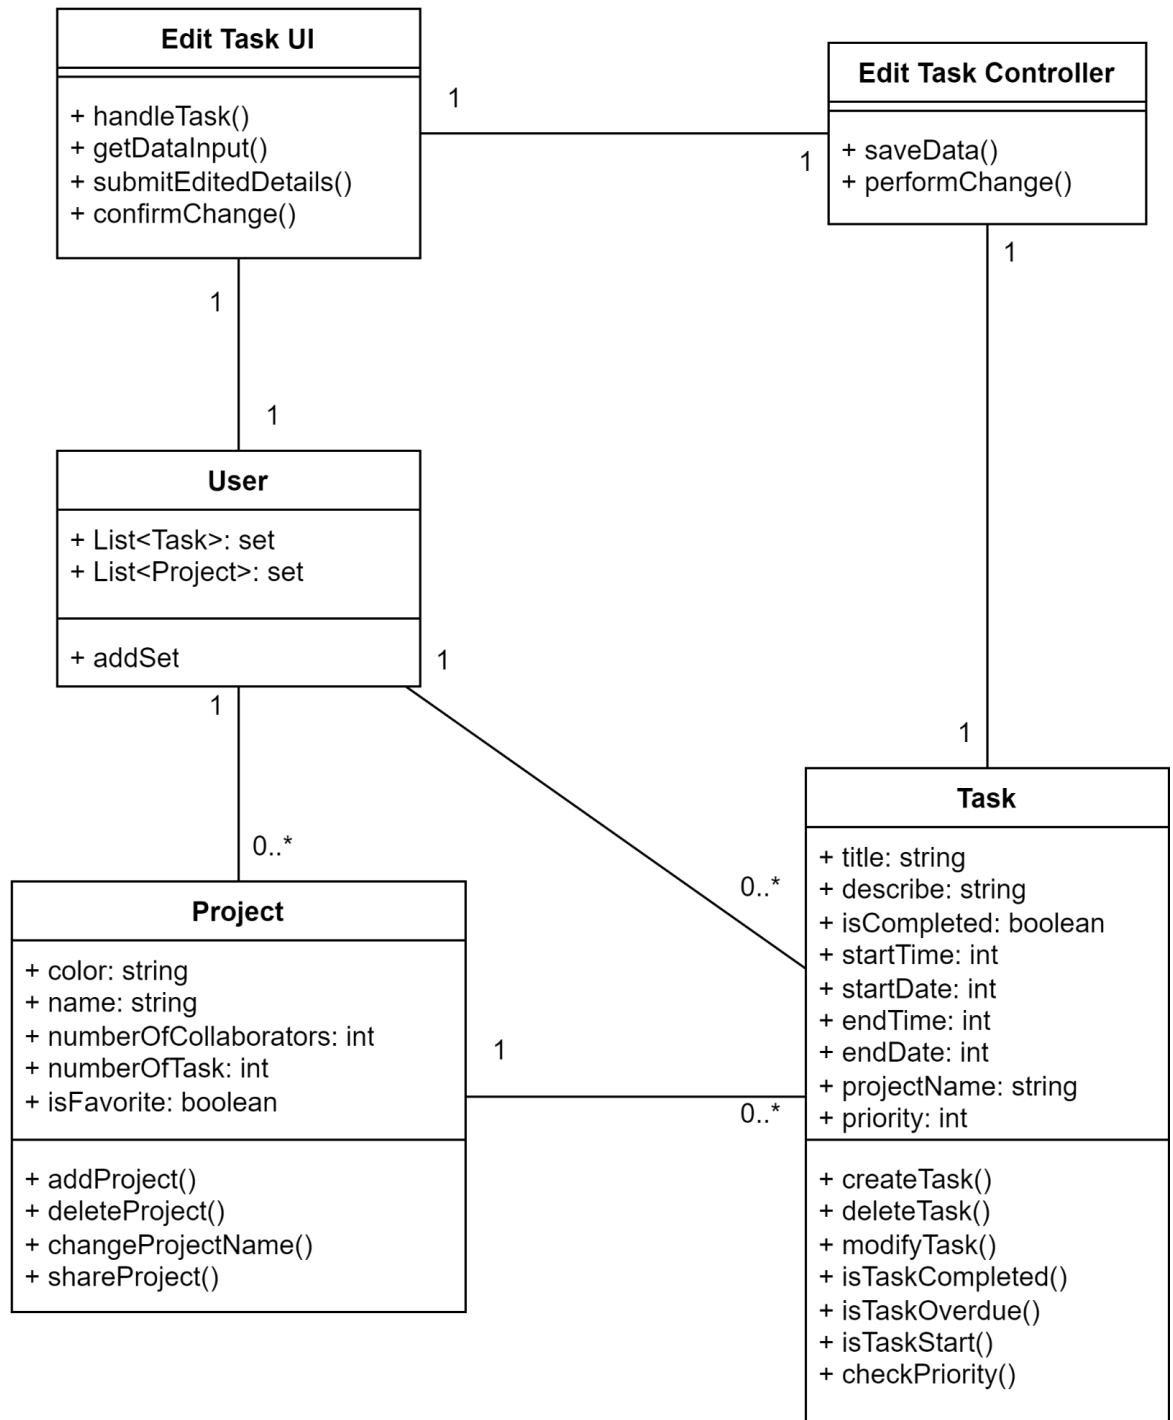 Edit Task UI
+ handleTask()
+ getDataInput()
+ submitEditedDetails()
+ confirmChange()
1
1
Edit Task Controller
+ saveData()
+ performChange()
1
1
1
1
User
+ List<Task>: set
+ List<Project>: set
+ addSet
1
1
0..*
0..*
Project
+ color: string
+ name: string
+ numberOfCollaborators: int
+ numberOfTask: int
+ isFavorite: boolean
+ addProject()
+ deleteProject()
+ changeProjectName()
+ shareProject()
1
0..*
Task
+ title: string
+ describe: string
+ isCompleted: boolean
+ startTime: int
+ startDate: int
+ endTime: int
+ endDate: int
+ projectName: string
+ priority: int
+ createTask()
+ deleteTask()
+ modifyTask()
+ isTaskCompleted()
+ isTaskOverdue()
+ isTaskStart()
+ checkPriority()